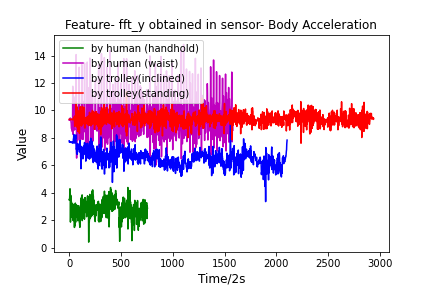 Feature- fft_y obtained in sensor- Body Acceleration
by human (handhold)
by human (waist)
by trolley(inclined)
by trolley(standing)
Value
14
12
10
8
6
4
2
0
0 500 1000 1500 2000 2500 3000
Time/2s